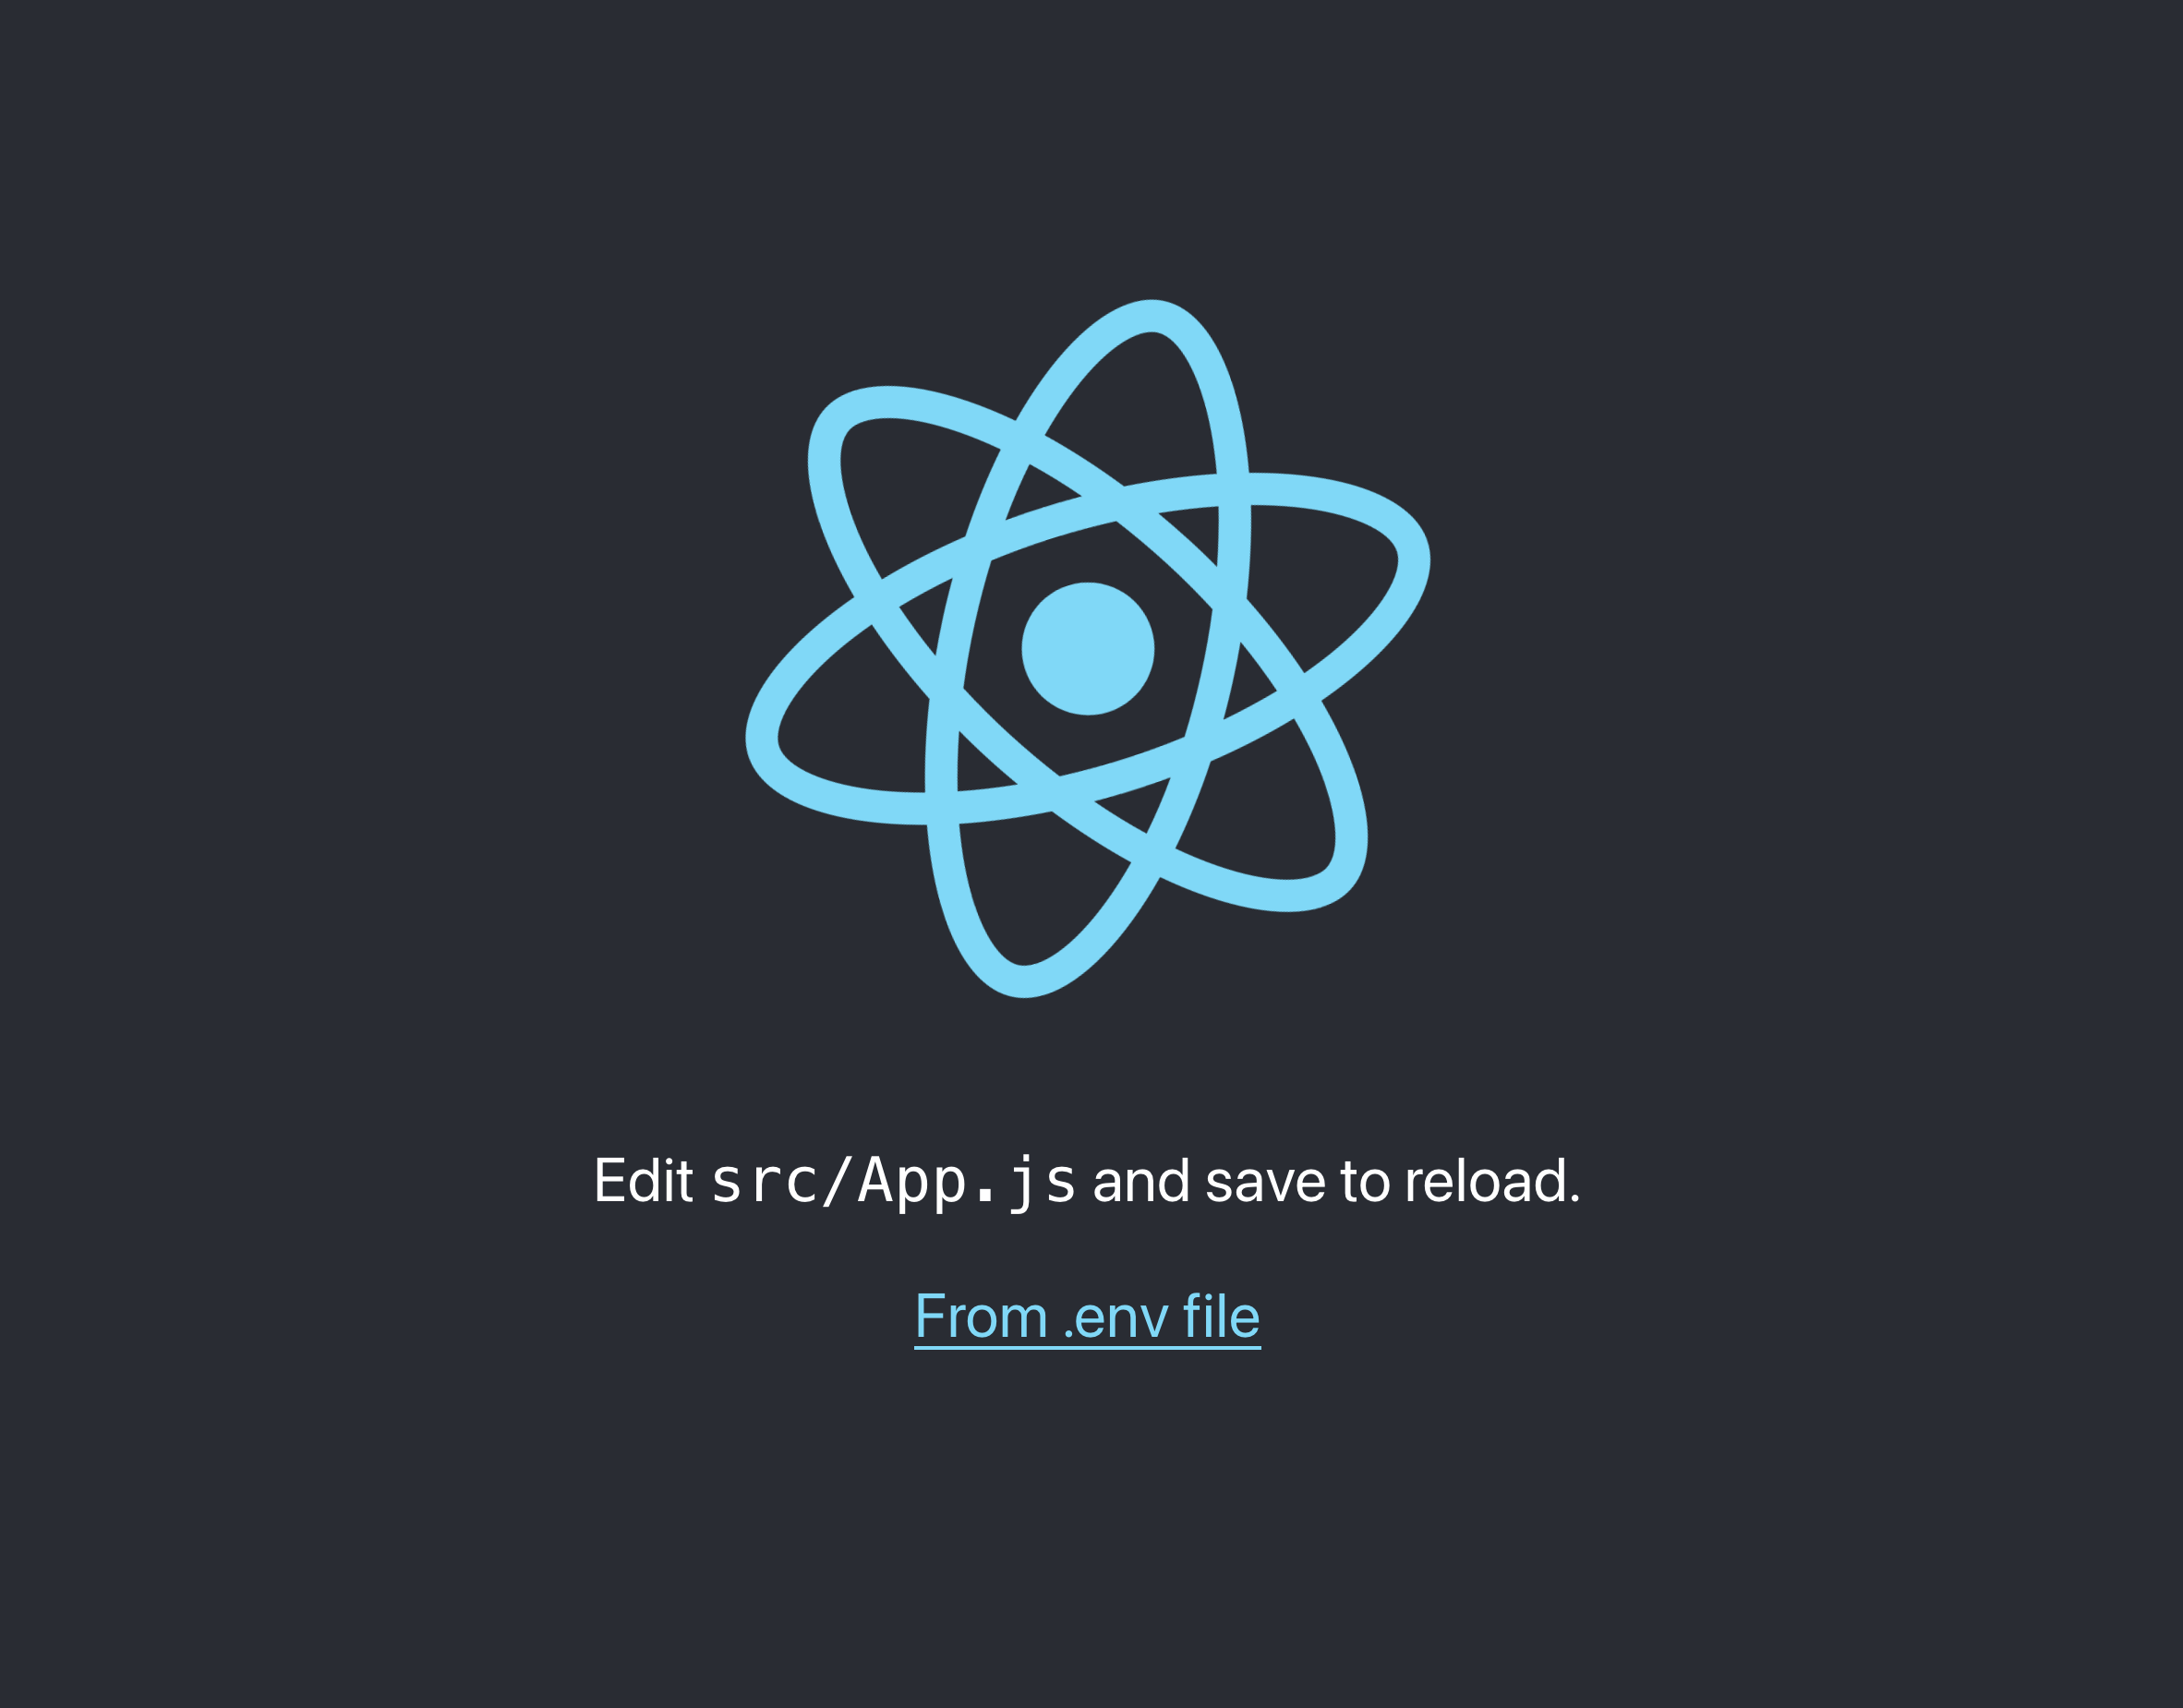 Edit src/App.js and save to reload.
From .env file